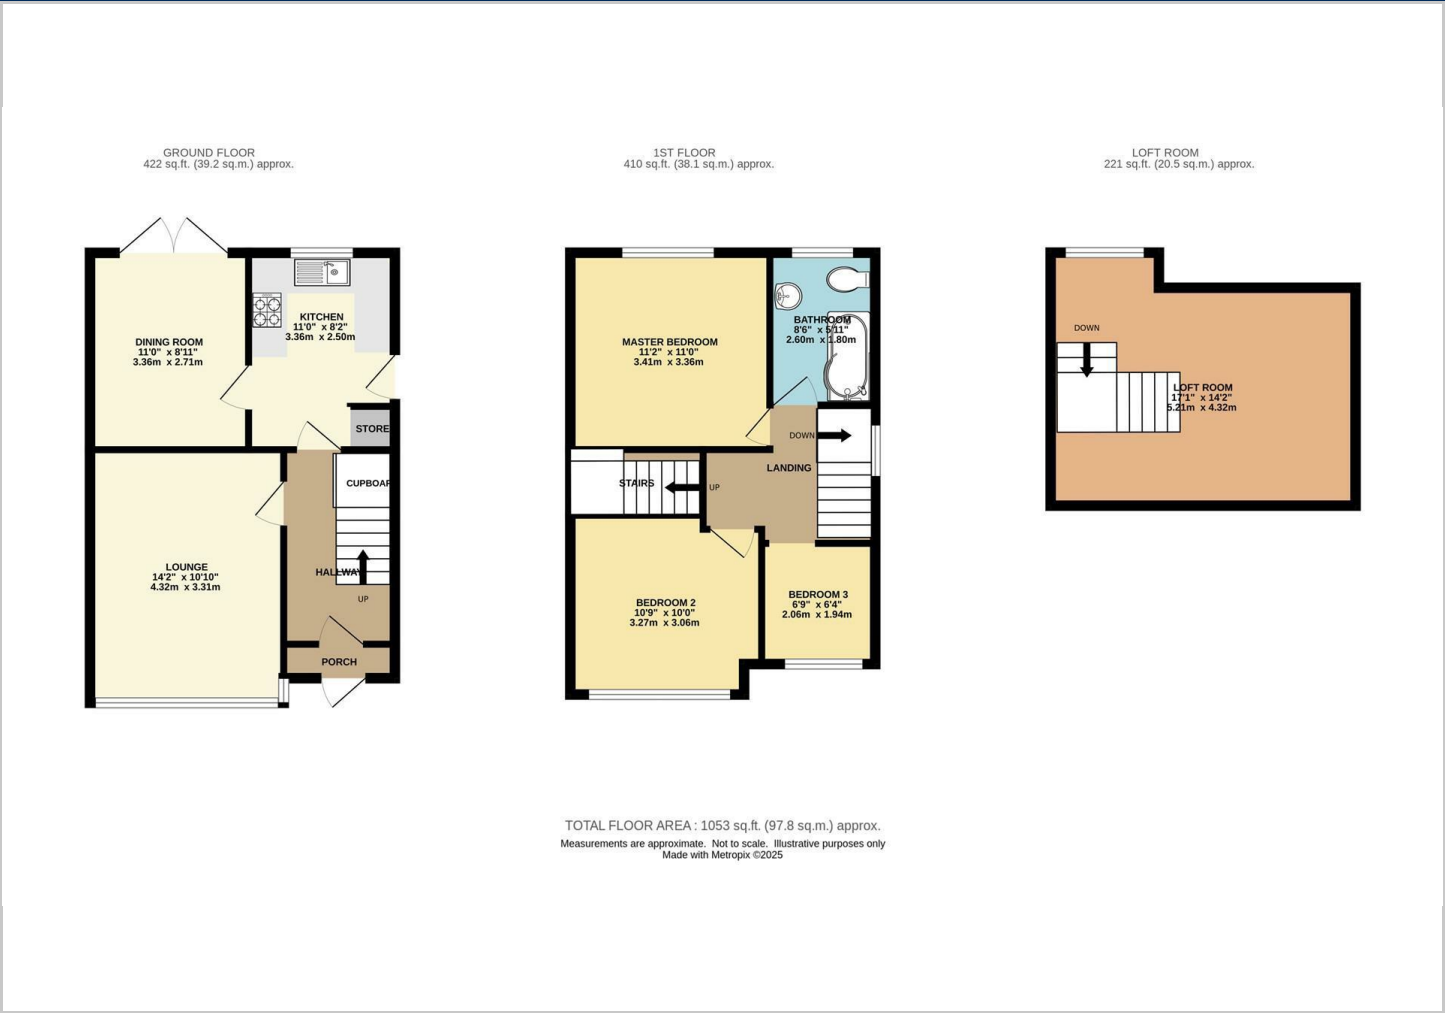 GROUND FLOOR
422 sq.ft. (39.2 sq.m.) approx.
1ST FLOOR
410 sq.ft. (38.1 sq.m.) approx.
LOFT ROOM
221 sq.ft. (20.5 sq.m.) approx.
DINING ROOM
11'0" x 8'11"
3.36m x 2.71m
KITCHEN
11'0" x 8'2"
3.36m x 2.50m
STORE
CUPBOAR
LOUNGE
14'2" x 10'10"
4.32m x 3.31m
HALLWAY
UP
PORCH
MASTER BEDROOM
11'2" x 11'0"
3.41m x 3.36m
BATHROOM
8'6" x 5'11"
2.60m x 1.80m
DOWN
LANDING
STAIRS
UP
BEDROOM 2
10'9" x 10'0"
3.27m x 3.06m
BEDROOM 3
6'9" x 6'4"
2.06m x 1.94m
DOWN
LOFT ROOM
17'1" x 14'2"
5.21m x 4.32m
TOTAL FLOOR AREA : 1053 sq.ft. (97.8 sq.m.) approx.
Measurements are approximate. Not to scale. Illustrative purposes only
Made with Metropix ©2025